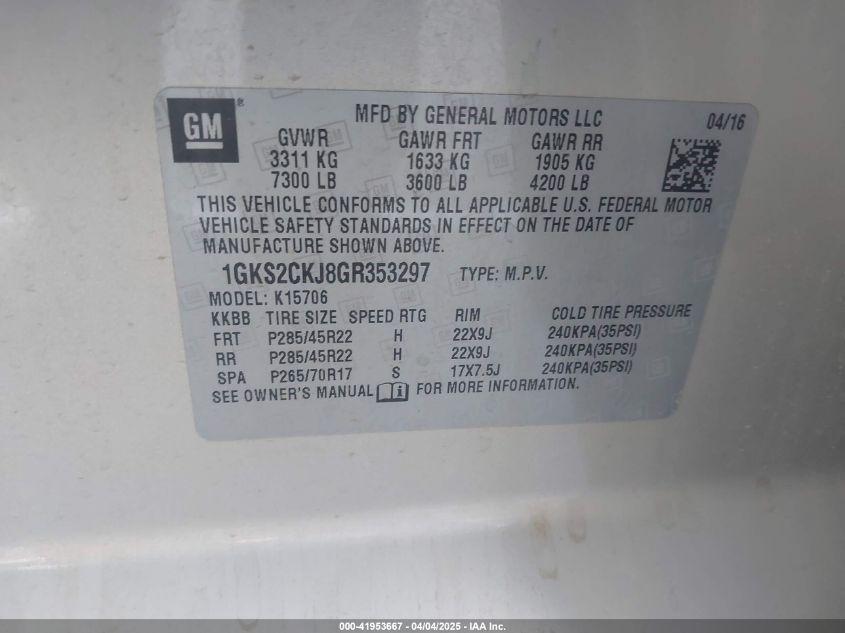 GM ®
MFD BY GENERAL MOTORS LLC 04/16
GVWR GAWR FRT GAWR RR
3311 KG 1633 KG 1905 KG
7300 LB 3600 LB 4200 LB
THIS VEHICLE CONFORMS TO ALL APPLICABLE U.S. FEDERAL MOTOR
VEHICLE SAFETY STANDARDS IN EFFECT ON THE DATE OF
MANUFACTURE SHOWN ABOVE.
1GKS2CKJ8GR353297 TYPE: M.P.V.
MODEL: K15706
KKBB TIRE SIZE SPEED RTG RIM COLD TIRE PRESSURE
FRT P285/45R22 H 22X9J 240KPA(35PSI)
RR P285/45R22 H 22X9J 240KPA(35PSI)
SPA P265/70R17 S 17X7.5J 240KPA(35PSI)
SEE OWNER'S MANUAL i FOR MORE INFORMATION.
000-41953667 - 04/04/2025 - IAA Inc.